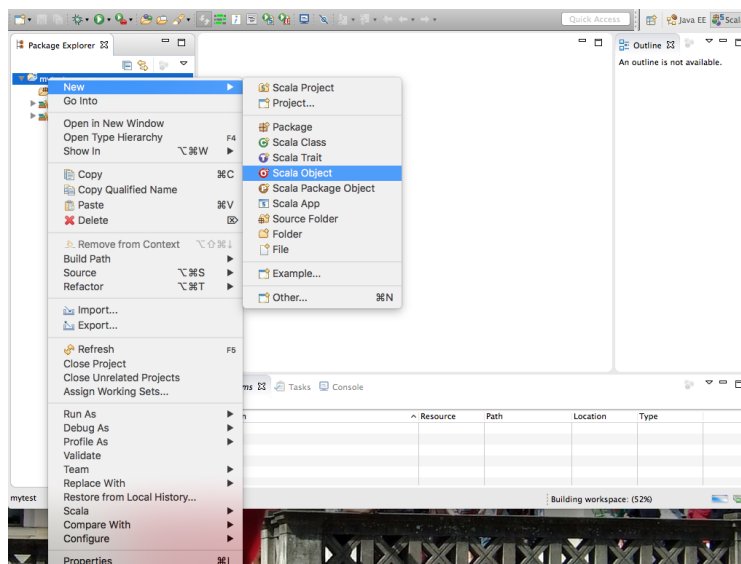 Quick Access
Java EE
Scal
Package Explorer
Outline
An outline is not available.
New
Go Into
Open in New Window
Open Type Hierarchy F4
Show In ⌥⌘W
Copy ⌘C
Copy Qualified Name
Paste ⌘V
Delete ⌦
Remove from Context ⌥⇧⌘↓
Build Path
Source ⌥⌘S
Refactor ⌥⌘T
Import...
Export...
Refresh F5
Close Project
Close Unrelated Projects
Assign Working Sets...
Run As
Debug As
Profile As
Validate
Team
Replace With
Restore from Local History...
Scala
Compare With
Configure
Properties ⌘I
Scala Project
Project...
Package
Scala Class
Scala Trait
Scala Object
Scala Package Object
Scala App
Source Folder
Folder
File
Example...
Other... ⌘N
ms
Tasks
Console
n
Resource
Path
Location
Type
mytest
Building workspace: (52%)